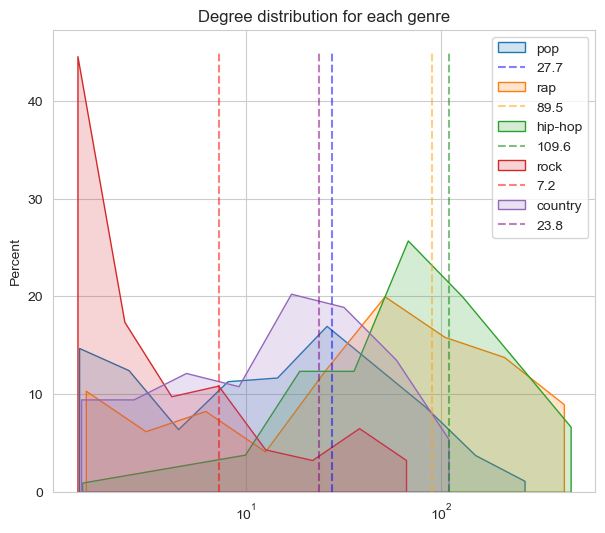 Degree distribution for each genre
Percent
40
30
20
10
0
10¹
10²
pop
27.7
rap
89.5
hip-hop
109.6
rock
7.2
country
23.8